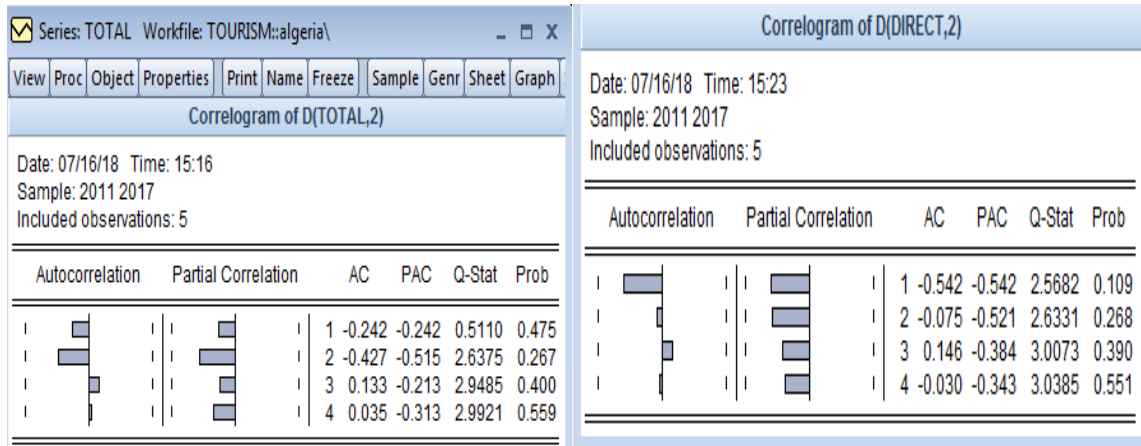 Series: TOTAL Workfile: TOURISM::algeria\
View Proc Object Properties Print Name Freeze Sample Genr Sheet Graph
Correlogram of D(TOTAL,2)
Date: 07/16/18 Time: 15:16
Sample: 2011 2017
Included observations: 5
Autocorrelation Partial Correlation AC PAC Q-Stat Prob
1 -0.242 -0.242 0.5110 0.475
2 -0.427 -0.515 2.6375 0.267
3 0.133 -0.213 2.9485 0.400
4 0.035 -0.313 2.9921 0.559
Correlogram of D(DIRECT,2)
Date: 07/16/18 Time: 15:23
Sample: 2011 2017
Included observations: 5
Autocorrelation Partial Correlation AC PAC Q-Stat Prob
1 -0.542 -0.542 2.5682 0.109
2 -0.075 -0.521 2.6331 0.268
3 0.146 -0.384 3.0073 0.390
4 -0.030 -0.343 3.0385 0.551